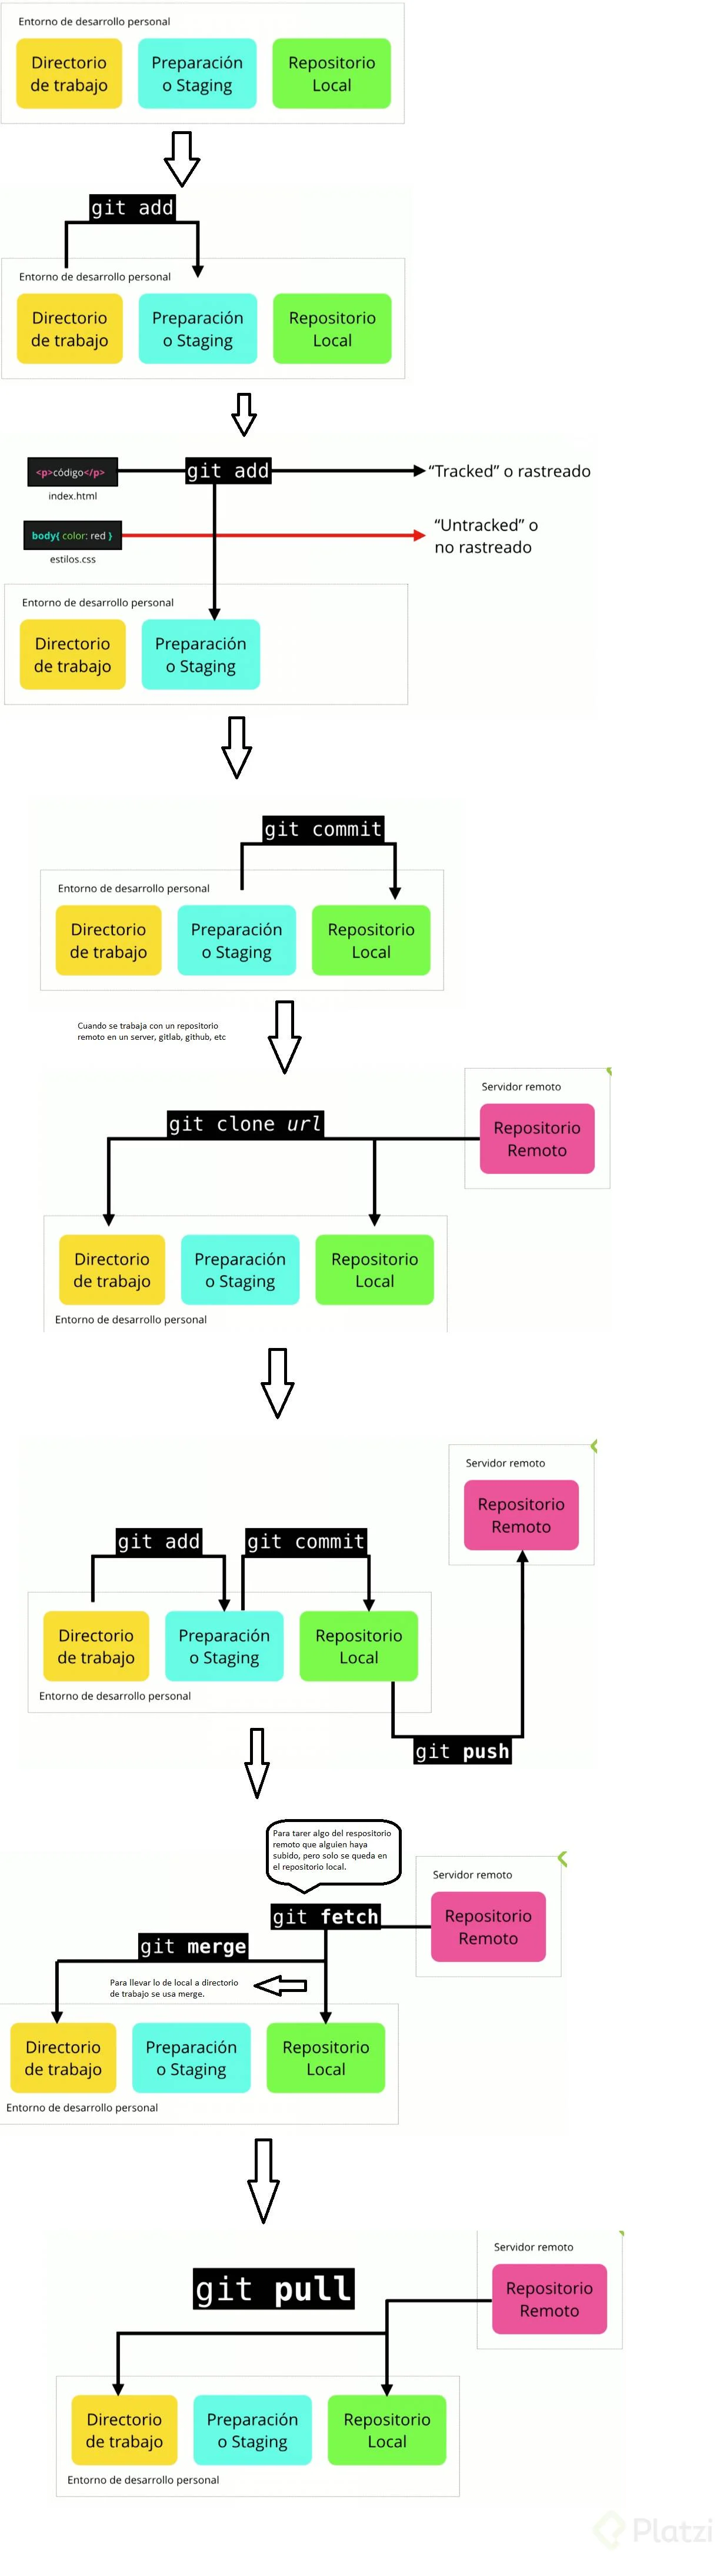 Entorno de desarrollo personal
Directorio
de trabajo
Preparación
o Staging
Repositorio
Local
git add
Entorno de desarrollo personal
Directorio
de trabajo
Preparación
o Staging
Repositorio
Local
<p>código</p>
index.html
git add
“Tracked” o rastreado
body{ color: red }
estilos.css
“Untracked” o
no rastreado
Entorno de desarrollo personal
Directorio
de trabajo
Preparación
o Staging
git commit
Entorno de desarrollo personal
Directorio
de trabajo
Preparación
o Staging
Repositorio
Local
Cuando se trabaja con un repositorio
remoto en un server, gitlab, github, etc
Servidor remoto
Repositorio
Remoto
git clone url
Directorio
de trabajo
Preparación
o Staging
Repositorio
Local
Entorno de desarrollo personal
Servidor remoto
Repositorio
Remoto
git add
git commit
Directorio
de trabajo
Preparación
o Staging
Repositorio
Local
Entorno de desarrollo personal
git push
Para tarer algo del respositorio
remoto que alguien haya
subido, pero solo se queda en
el repositorio local.
Servidor remoto
Repositorio
Remoto
git fetch
git merge
Para llevar lo de local a directorio
de trabajo se usa merge.
Directorio
de trabajo
Preparación
o Staging
Repositorio
Local
Entorno de desarrollo personal
Servidor remoto
Repositorio
Remoto
git pull
Directorio
de trabajo
Preparación
o Staging
Repositorio
Local
Entorno de desarrollo personal
Platzi